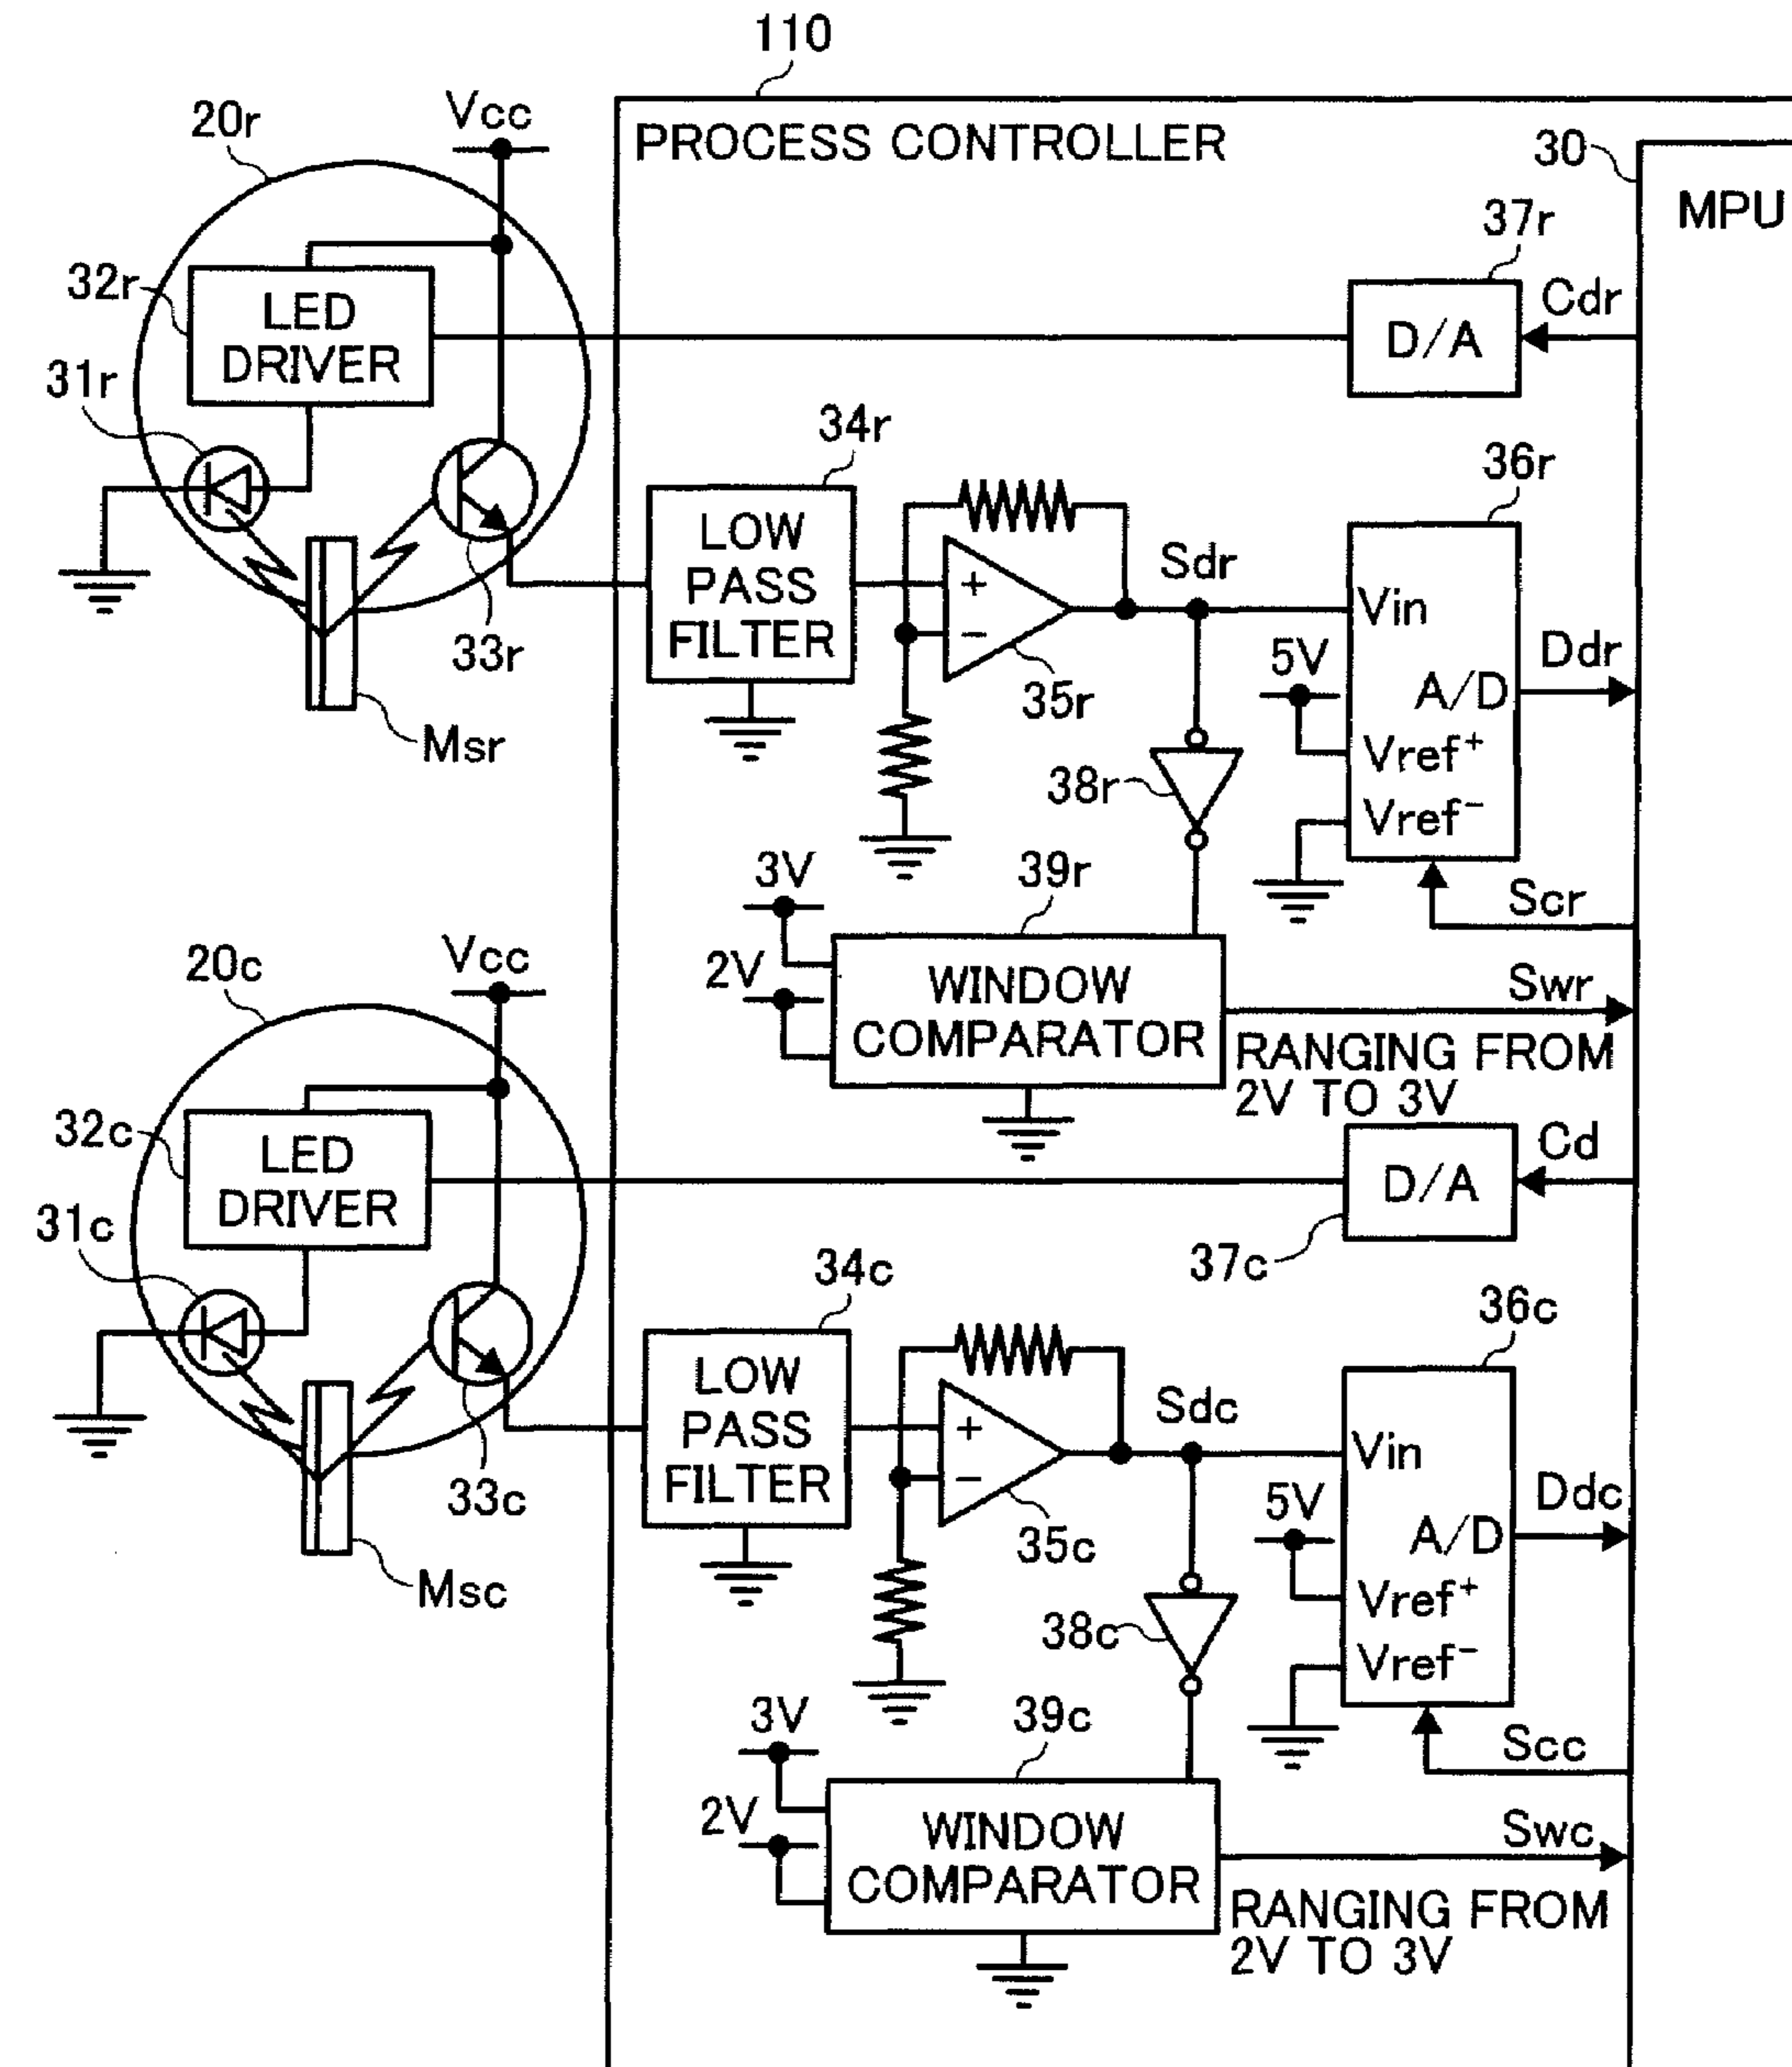 110
20r
Vcc
PROCESS CONTROLLER
30
MPU
37r
Cdr
32r
LED
DRIVER
D/A
31r
34r
36r
LOW
PASS
FILTER
+
−
Sdr
Vin
33r
35r
5V
Ddr
A/D
Msr
Vref+
38r
Vref−
3V
39r
Scr
20c
Vcc
2V
WINDOW
COMPARATOR
Swr
RANGING FROM
2V TO 3V
32c
LED
DRIVER
Cd
D/A
31c
34c
37c
36c
LOW
PASS
FILTER
+
−
Sdc
Vin
33c
35c
5V
Ddc
A/D
Msc
Vref+
38c
Vref−
3V
39c
Scc
2V
WINDOW
COMPARATOR
Swc
RANGING FROM
2V TO 3V